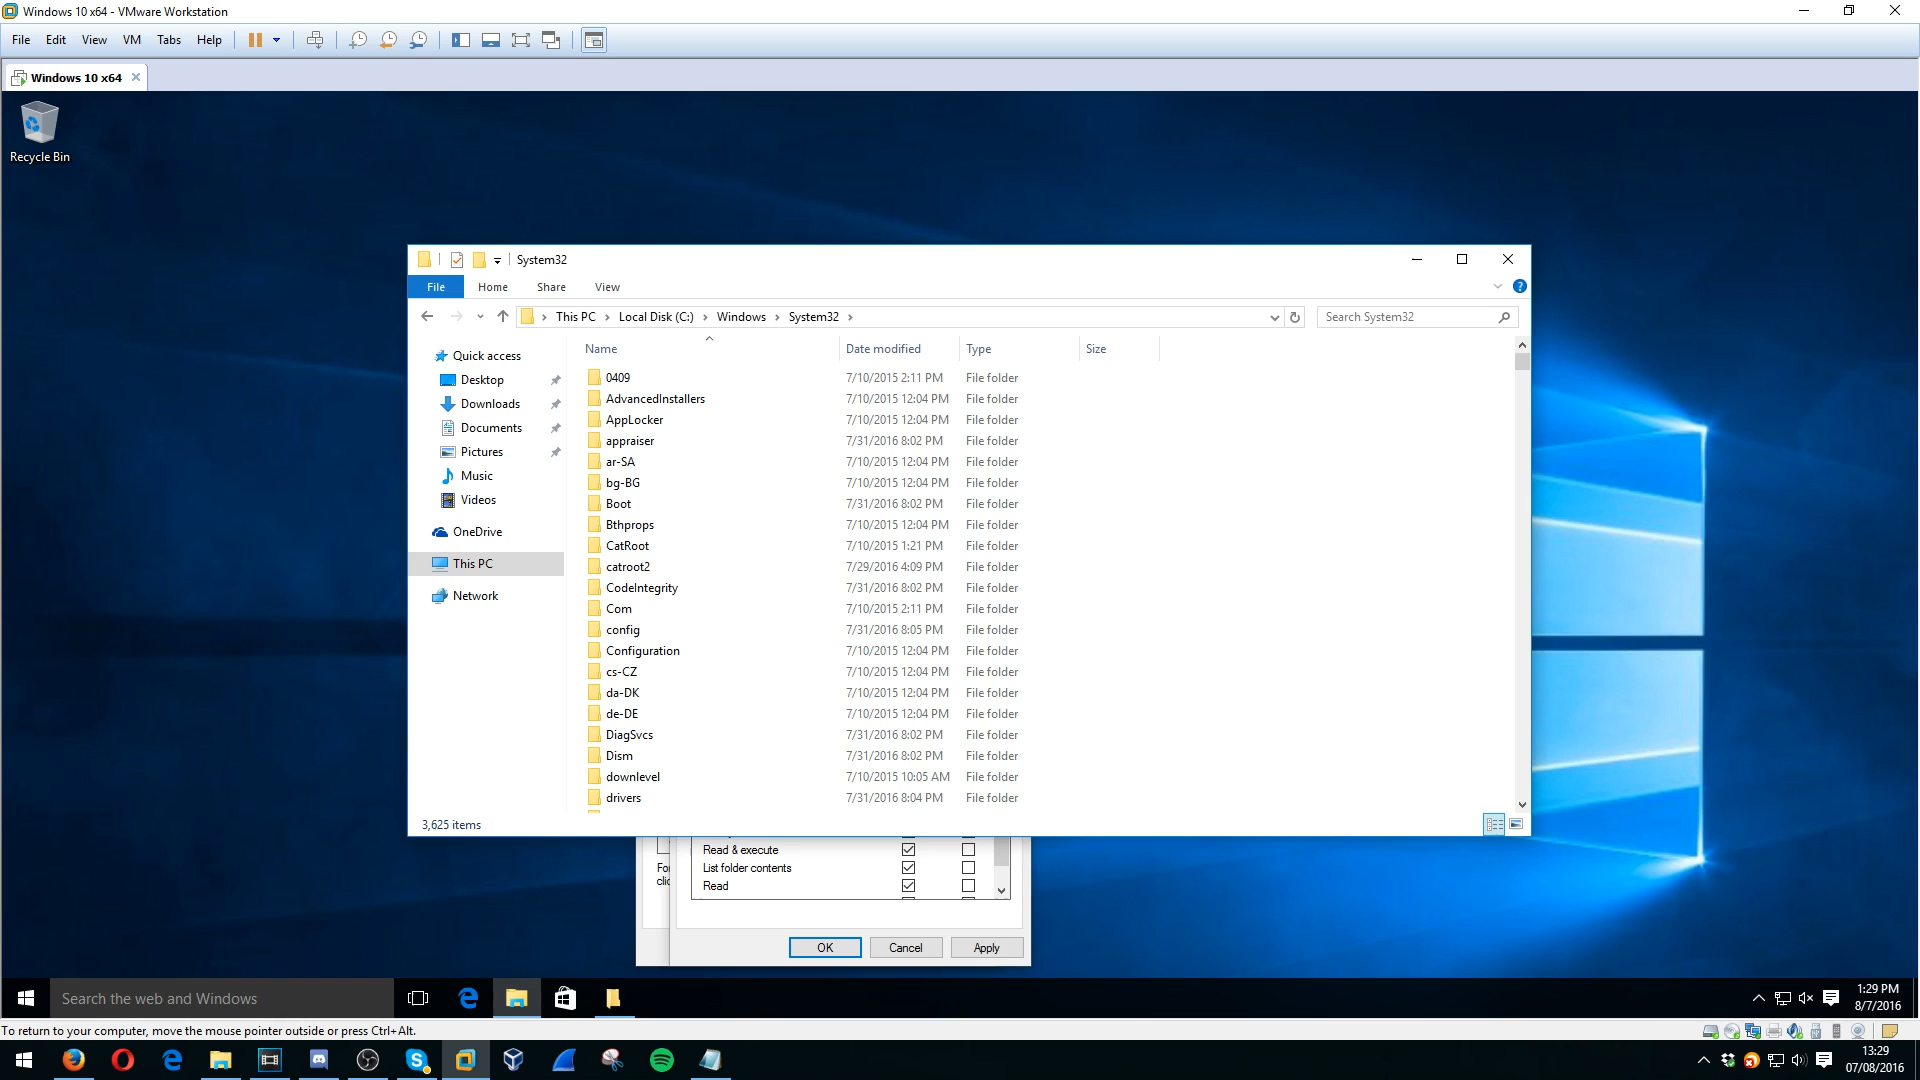 Windows 10 x64 - VMware Workstation
File Edit View VM Tabs Help
Windows 10 x64
Recycle Bin
System32
File Home Share View
This PC Local Disk (C:) Windows System32
Search System32
Name Date modified Type Size
Quick access
Desktop
Downloads
Documents
Pictures
Music
Videos
OneDrive
This PC
Network
0409 7/10/2015 2:11 PM File folder
AdvancedInstallers 7/10/2015 12:04 PM File folder
AppLocker 7/10/2015 12:04 PM File folder
appraiser 7/31/2016 8:02 PM File folder
ar-SA 7/10/2015 12:04 PM File folder
bg-BG 7/10/2015 12:04 PM File folder
Boot 7/31/2016 8:02 PM File folder
Bthprops 7/10/2015 12:04 PM File folder
CatRoot 7/10/2015 1:21 PM File folder
catroot2 7/29/2016 4:09 PM File folder
CodeIntegrity 7/31/2016 8:02 PM File folder
Com 7/10/2015 2:11 PM File folder
config 7/31/2016 8:05 PM File folder
Configuration 7/10/2015 12:04 PM File folder
cs-CZ 7/10/2015 12:04 PM File folder
da-DK 7/10/2015 12:04 PM File folder
de-DE 7/10/2015 12:04 PM File folder
DiagSvcs 7/31/2016 8:02 PM File folder
Dism 7/31/2016 8:02 PM File folder
downlevel 7/10/2015 10:05 AM File folder
drivers 7/31/2016 8:04 PM File folder
3,625 items
Read & execute
List folder contents
Read
OK Cancel Apply
Search the web and Windows
1:29 PM
8/7/2016
To return to your computer, move the mouse pointer outside or press Ctrl+Alt.
13:29
07/08/2016